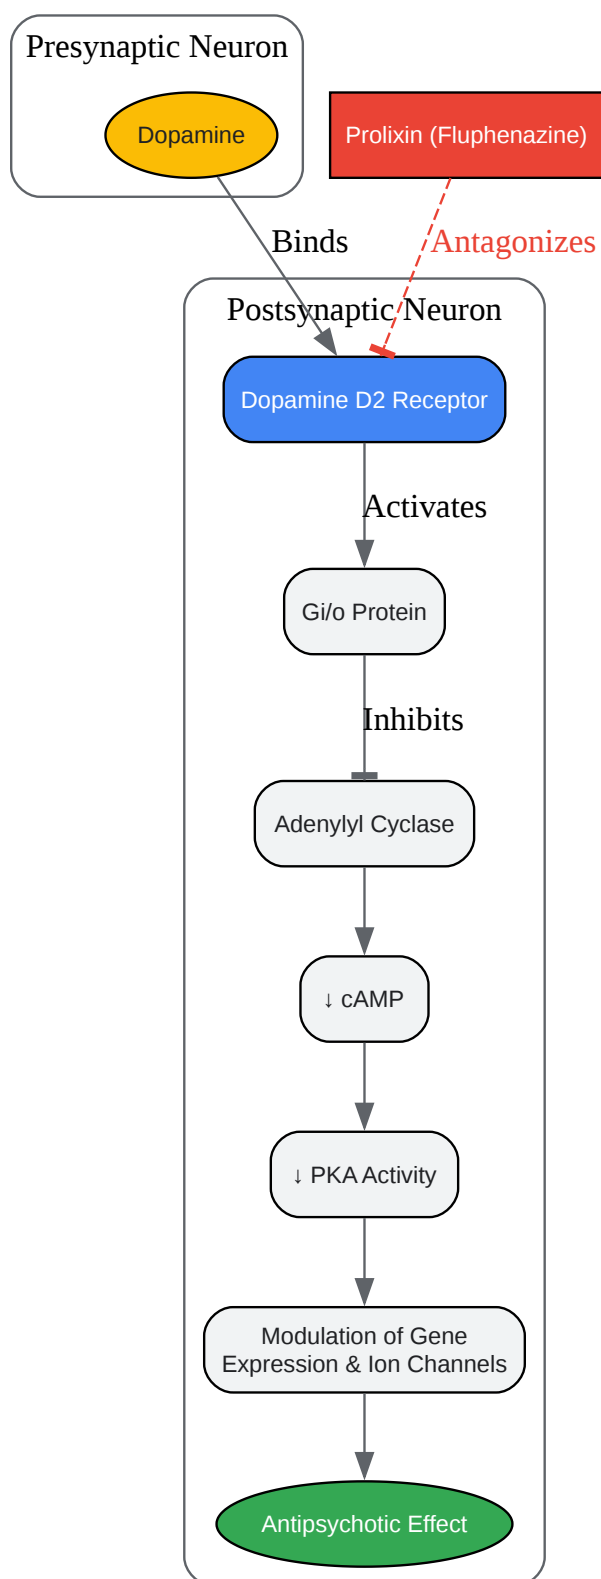 Presynaptic Neuron
Dopamine
Prolixin (Fluphenazine)
Binds
Antagonizes
Postsynaptic Neuron
Dopamine D2 Receptor
Activates
Gi/o Protein
Inhibits
Adenylyl Cyclase
↓ cAMP
↓ PKA Activity
Modulation of Gene
Expression & Ion Channels
Antipsychotic Effect